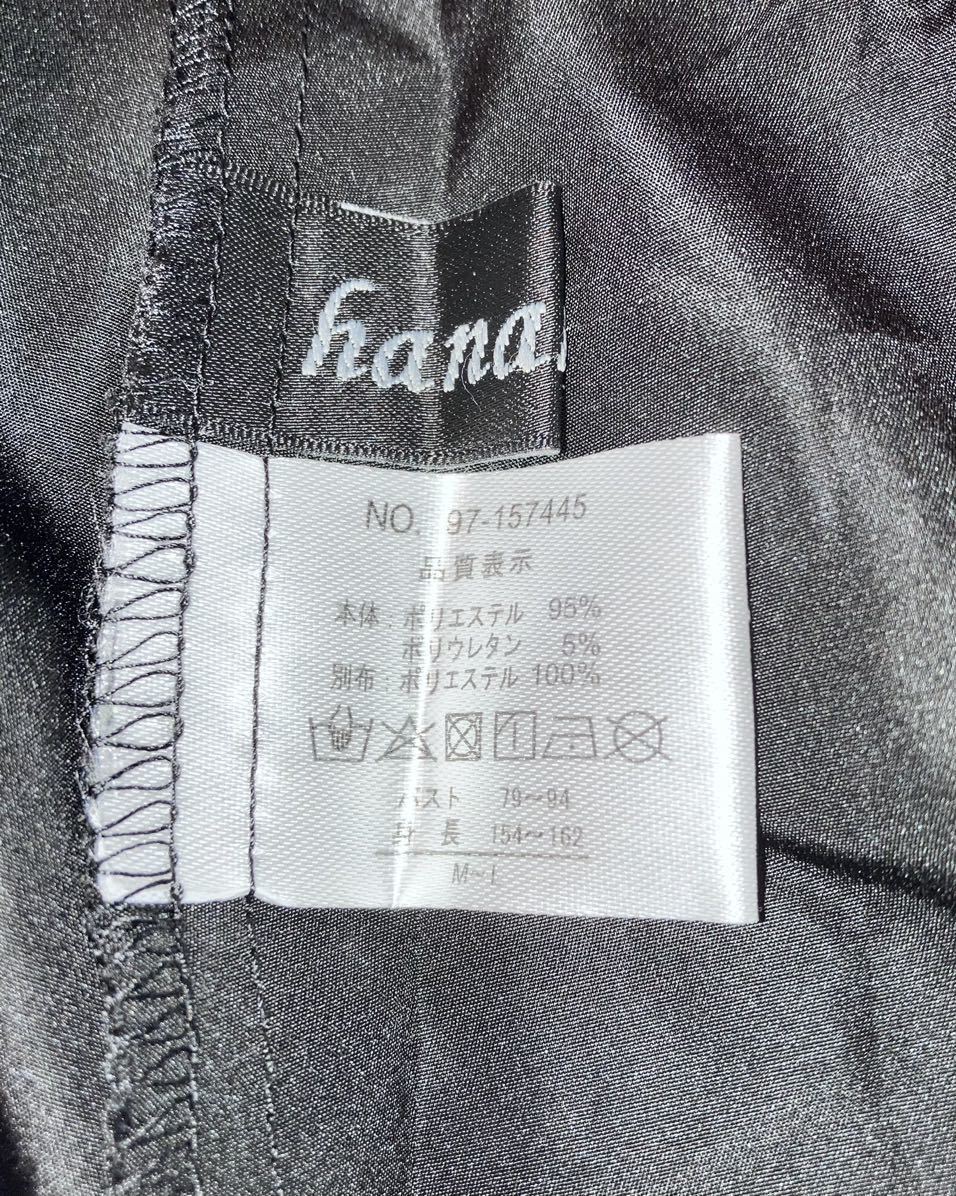 hana.
NO. 97-157445
品質表示
本体:ポリエステル 95%
ポリウレタン 5%
別布:ポリエステル 100%
バスト 79~94
身 長 154~162
M~L